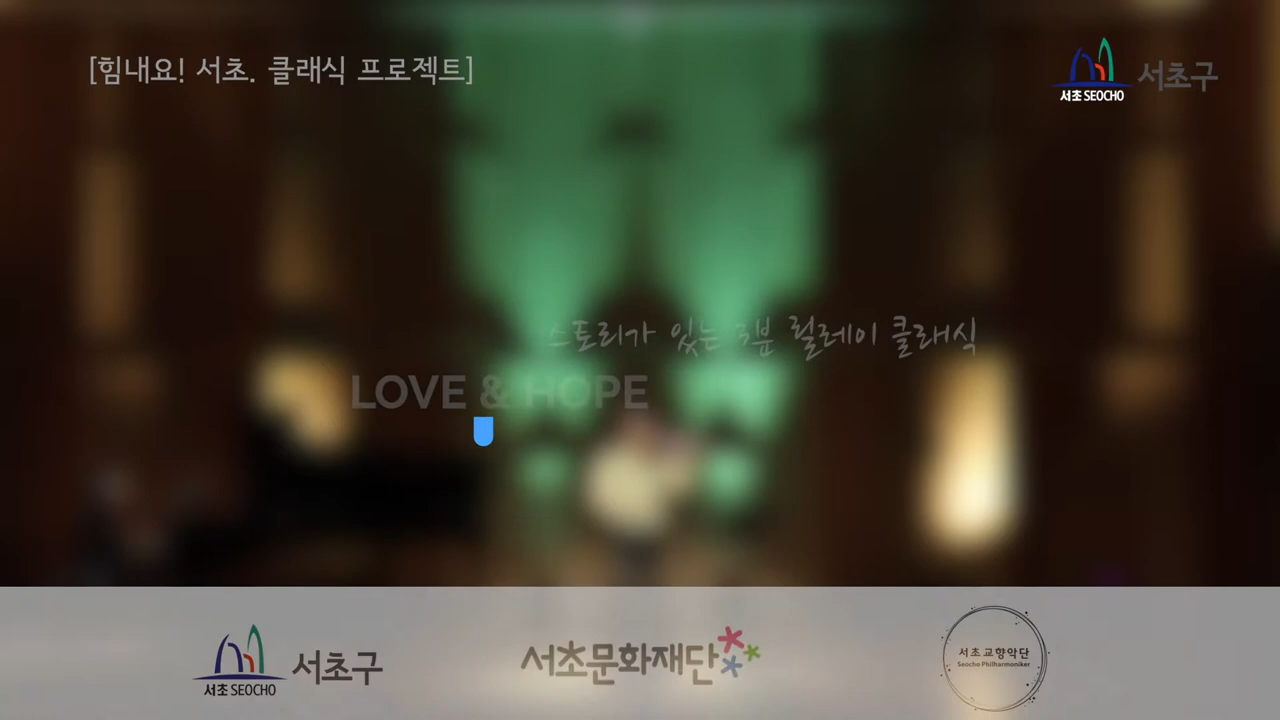 [힘내요! 서초. 클래식 프로젝트]
서초 SEOCHO
서초구
스토리가 있는 3분 릴레이 클래식
LOVE & HOPE
서초 SEOCHO
서초구
서초문화재단
서초교향악단
Seocho Philharmoniker